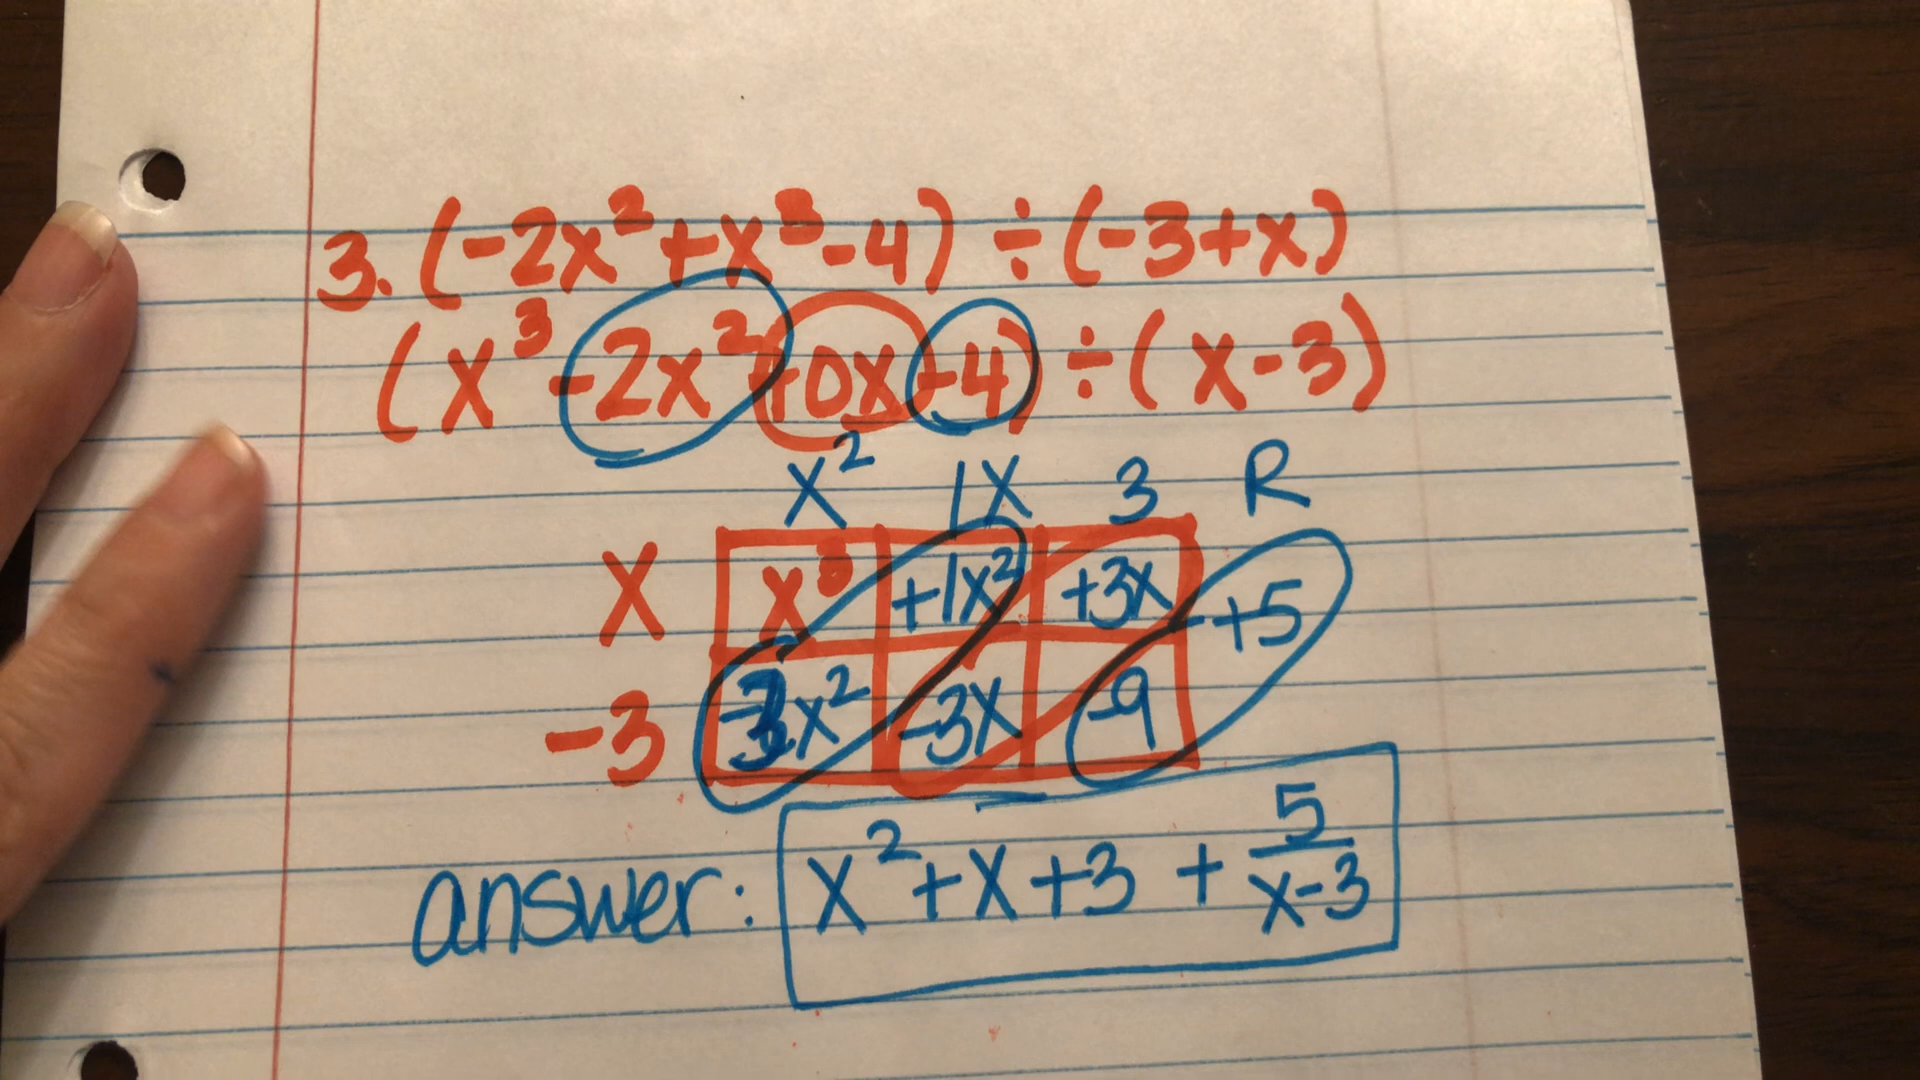 3. (-2x²+x³-4) ÷ (-3+x)
(x³-2x²+0x-4) ÷ (x-3)
x² 1x 3 R
x x³ +1x² +3x +5
-3 -3x² -3x -9
answer: x²+x+3 + 5/x-3